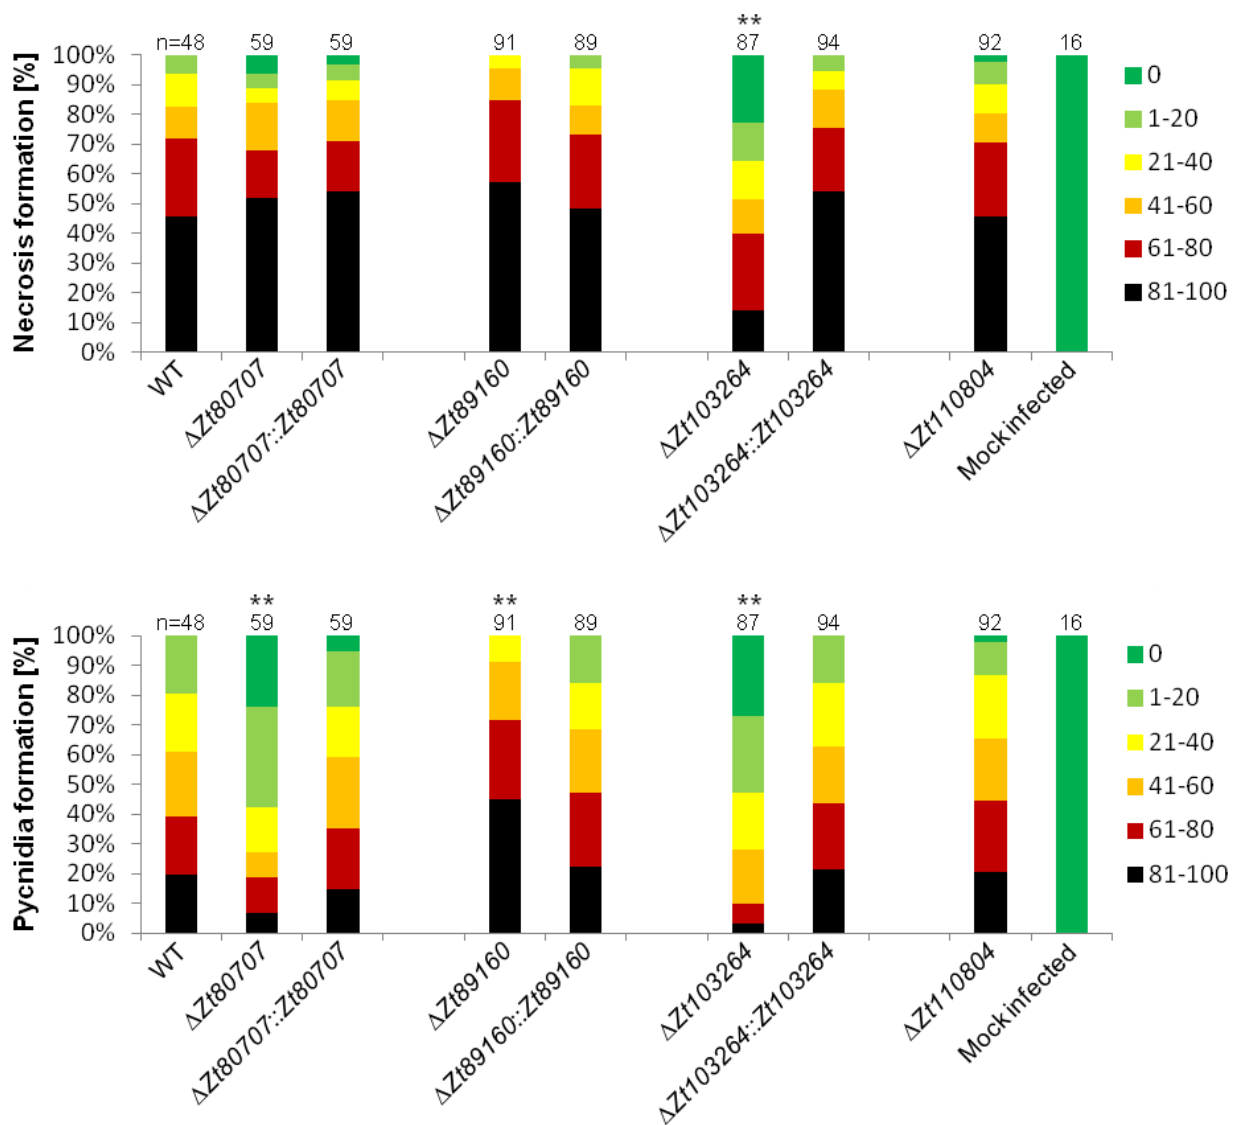 **
n=48 59 59 91 89 87 94 92 16
Necrosis formation [%]
100%
90%
80%
70%
60%
50%
40%
30%
20%
10%
0%
0
1-20
21-40
41-60
61-80
81-100
WT
ΔZt80707
ΔZt80707::Zt80707
ΔZt89160
ΔZt89160::Zt89160
ΔZt103264
ΔZt103264::Zt103264
ΔZt110804
Mock infected
** ** **
n=48 59 59 91 89 87 94 92 16
Pycnidia formation [%]
100%
90%
80%
70%
60%
50%
40%
30%
20%
10%
0%
0
1-20
21-40
41-60
61-80
81-100
WT
ΔZt80707
ΔZt80707::Zt80707
ΔZt89160
ΔZt89160::Zt89160
ΔZt103264
ΔZt103264::Zt103264
ΔZt110804
Mock infected